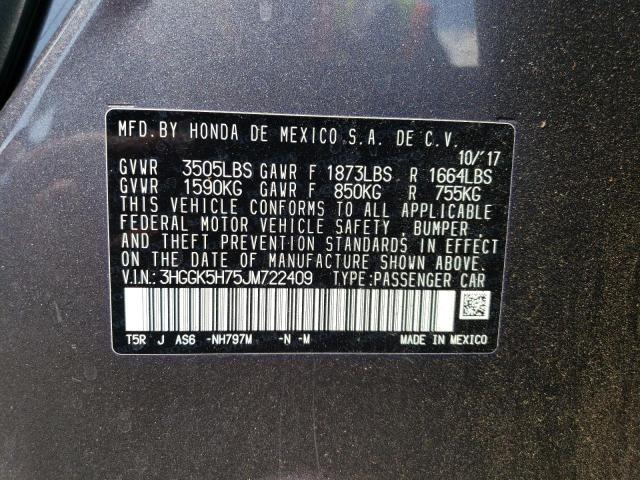 MFD. BY HONDA DE MEXICO S.A. DE C.V.
10/'17
GVWR 3505LBS GAWR F 1873LBS R 1664LBS
GVWR 1590KG GAWR F 850KG R 755KG
THIS VEHICLE CONFORMS TO ALL APPLICABLE
FEDERAL MOTOR VEHICLE SAFETY, BUMPER,
AND THEFT PREVENTION STANDARDS IN EFFECT
ON THE DATE OF MANUFACTURE SHOWN ABOVE.
V.I.N.: 3HGGK5H75JM722409 TYPE: PASSENGER CAR
T5R J AS6 -NH797M -N -M MADE IN MEXICO